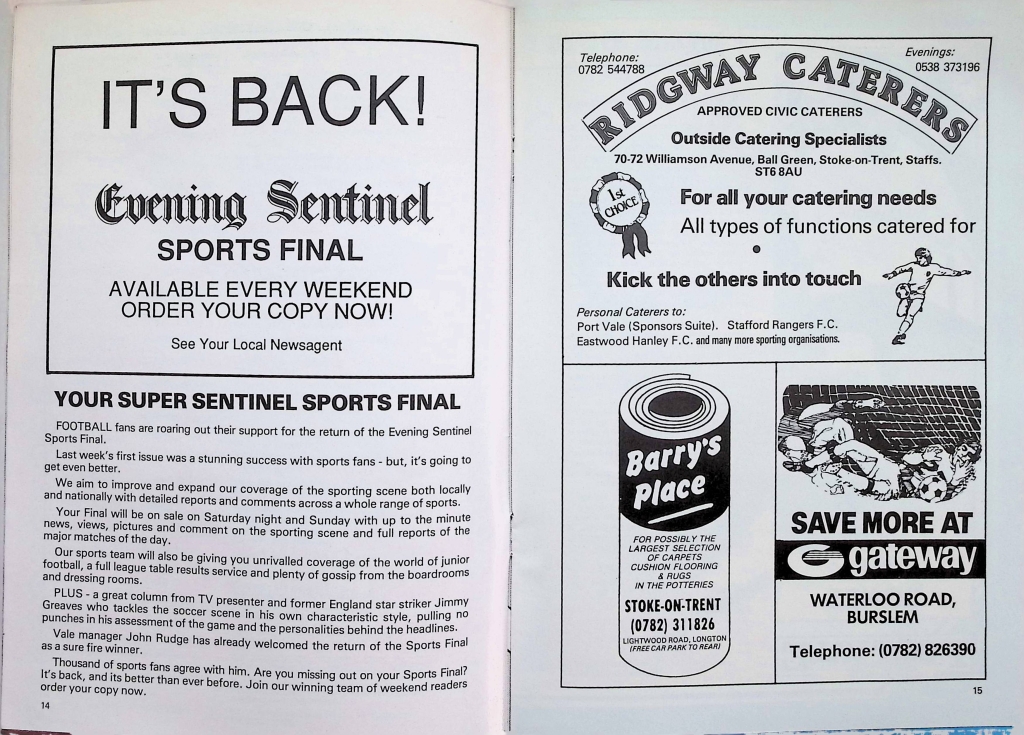 IT'S BACK!
Evening Sentinel
SPORTS FINAL
AVAILABLE EVERY WEEKEND
ORDER YOUR COPY NOW!
See Your Local Newsagent
YOUR SUPER SENTINEL SPORTS FINAL
FOOTBALL fans are roaring out their support for the return of the Evening Sentinel
Sports Final.
Last week's first issue was a stunning success with sports fans - but, it's going to
get even better.
We aim to improve and expand our coverage of the sporting scene both locally
and nationally with detailed reports and comments across a whole range of sports.
Your Final will be on sale on Saturday night and Sunday with up to the minute
news, views, pictures and comment on the sporting scene and full reports of the
major matches of the day.
Our sports team will also be giving you unrivalled coverage of the world of junior
football, a full league table results service and plenty of gossip from the boardrooms
and dressing rooms.
PLUS - a great column from TV presenter and former England star striker Jimmy
Greaves who tackles the soccer scene in his own characteristic style, pulling no
punches in his assessment of the game and the personalities behind the headlines.
Vale manager John Rudge has already welcomed the return of the Sports Final
as a sure fire winner.
Thousand of sports fans agree with him. Are you missing out on your Sports Final?
It's back, and its better than ever before. Join our winning team of weekend readers
order your copy now.
14
Telephone:
0782 544788
Evenings:
0538 373196
RIDGWAY CATERERS
APPROVED CIVIC CATERERS
Outside Catering Specialists
70-72 Williamson Avenue, Ball Green, Stoke-on-Trent, Staffs.
ST6 8AU
1st
CHOICE
For all your catering needs
All types of functions catered for
•
Kick the others into touch
Personal Caterers to:
Port Vale (Sponsors Suite). Stafford Rangers F.C.
Eastwood Hanley F.C. and many more sporting organisations.
Barry's
Place
FOR POSSIBLY THE
LARGEST SELECTION
OF CARPETS
CUSHION FLOORING
& RUGS
IN THE POTTERIES
STOKE-ON-TRENT
(0782) 311826
LIGHTWOOD ROAD, LONGTON
(FREE CAR PARK TO REAR)
SAVE MORE AT
gateway
WATERLOO ROAD,
BURSLEM
Telephone: (0782) 826390
15